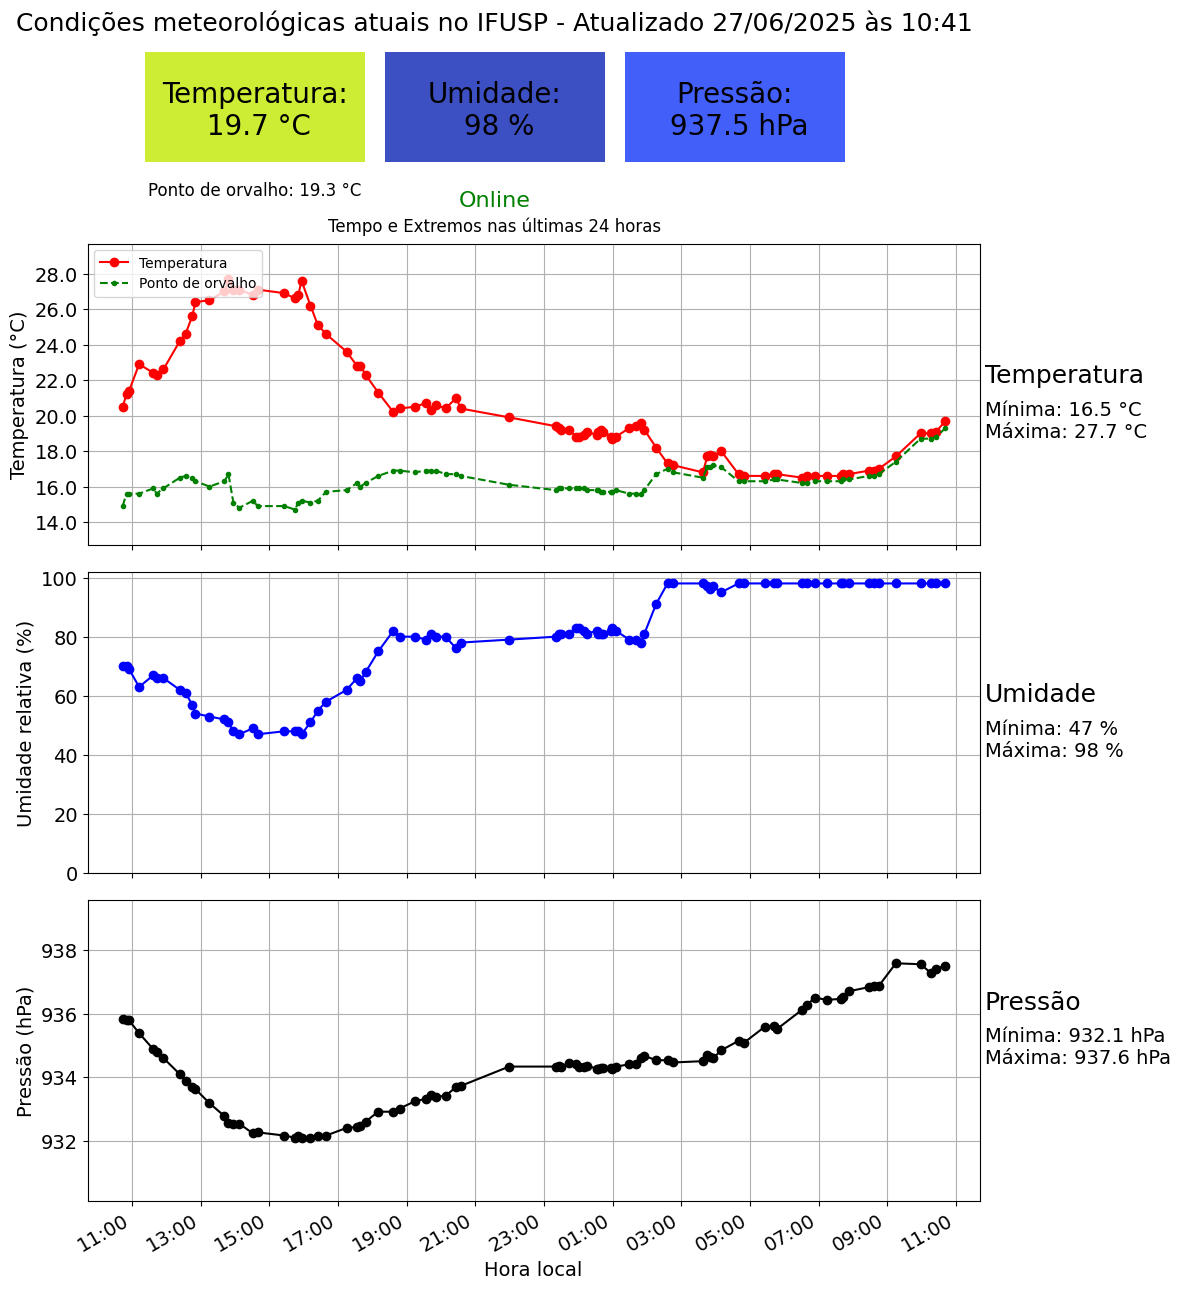 Condições meteorológicas atuais no IFUSP - Atualizado 27/06/2025 às 10:41
Temperatura:
19.7 °C
Umidade:
98 %
Pressão:
937.5 hPa
Ponto de orvalho: 19.3 °C
Online
Tempo e Extremos nas últimas 24 horas
Temperatura
Ponto de orvalho
Temperatura (°C)
28.0
26.0
24.0
22.0
20.0
18.0
16.0
14.0
Temperatura
Mínima: 16.5 °C
Máxima: 27.7 °C
Umidade relativa (%)
100
80
60
40
20
0
Umidade
Mínima: 47 %
Máxima: 98 %
Pressão (hPa)
938
936
934
932
Pressão
Mínima: 932.1 hPa
Máxima: 937.6 hPa
11:00
13:00
15:00
17:00
19:00
21:00
23:00
01:00
03:00
05:00
07:00
09:00
11:00
Hora local